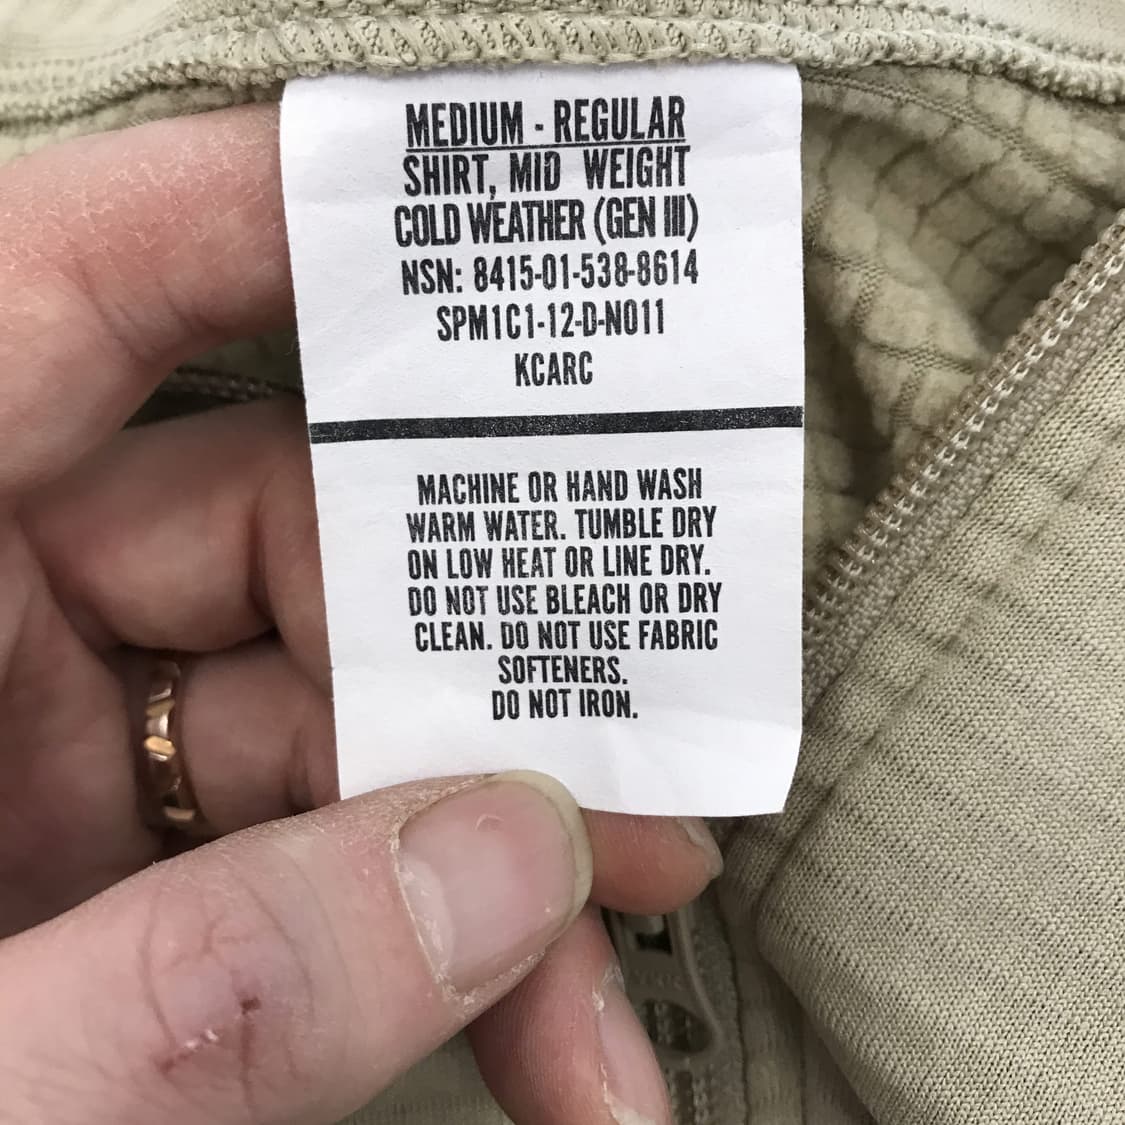 MEDIUM - REGULAR
SHIRT, MID WEIGHT
COLD WEATHER (GEN III)
NSN: 8415-01-538-8614
SPM1C1-12-D-N011
KCARC
MACHINE OR HAND WASH
WARM WATER. TUMBLE DRY
ON LOW HEAT OR LINE DRY.
DO NOT USE BLEACH OR DRY
CLEAN. DO NOT USE FABRIC
SOFTENERS.
DO NOT IRON.